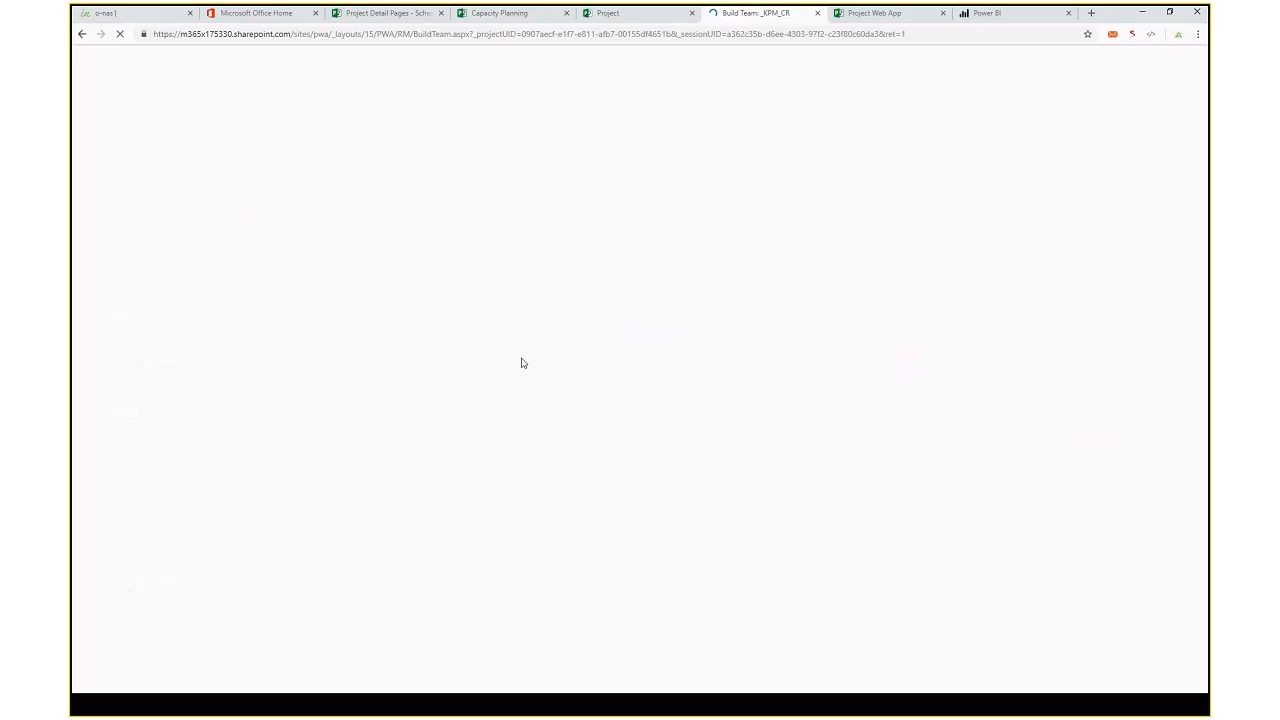 o-nas |
Microsoft Office Home
Project Detail Pages - Sche
Capacity Planning
Project
Build Team: _KPM_CR
Project Web App
Power BI
https://m365x175330.sharepoint.com/sites/pwa/_layouts/15/PWA/RM/BuildTeam.aspx?_projectUID=0907aecf-e1f7-e811-afb7-00155df4651b&_sessionUID=a362c35b-d6ee-4303-97f2-c23f80c60da3&ret=1